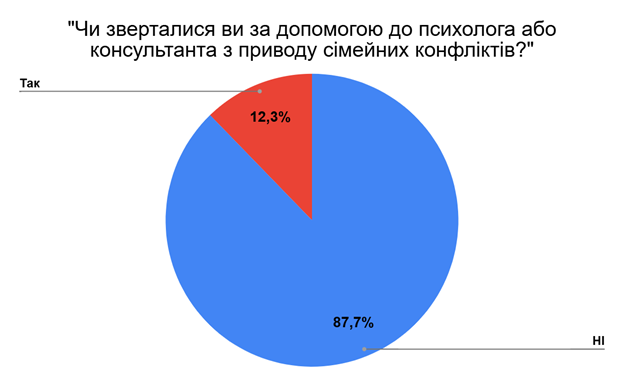 "Чи зверталися ви за допомогою до психолога або
консультанта з приводу сімейних конфліктів?"
Так
12,3%
87,7%
НІ